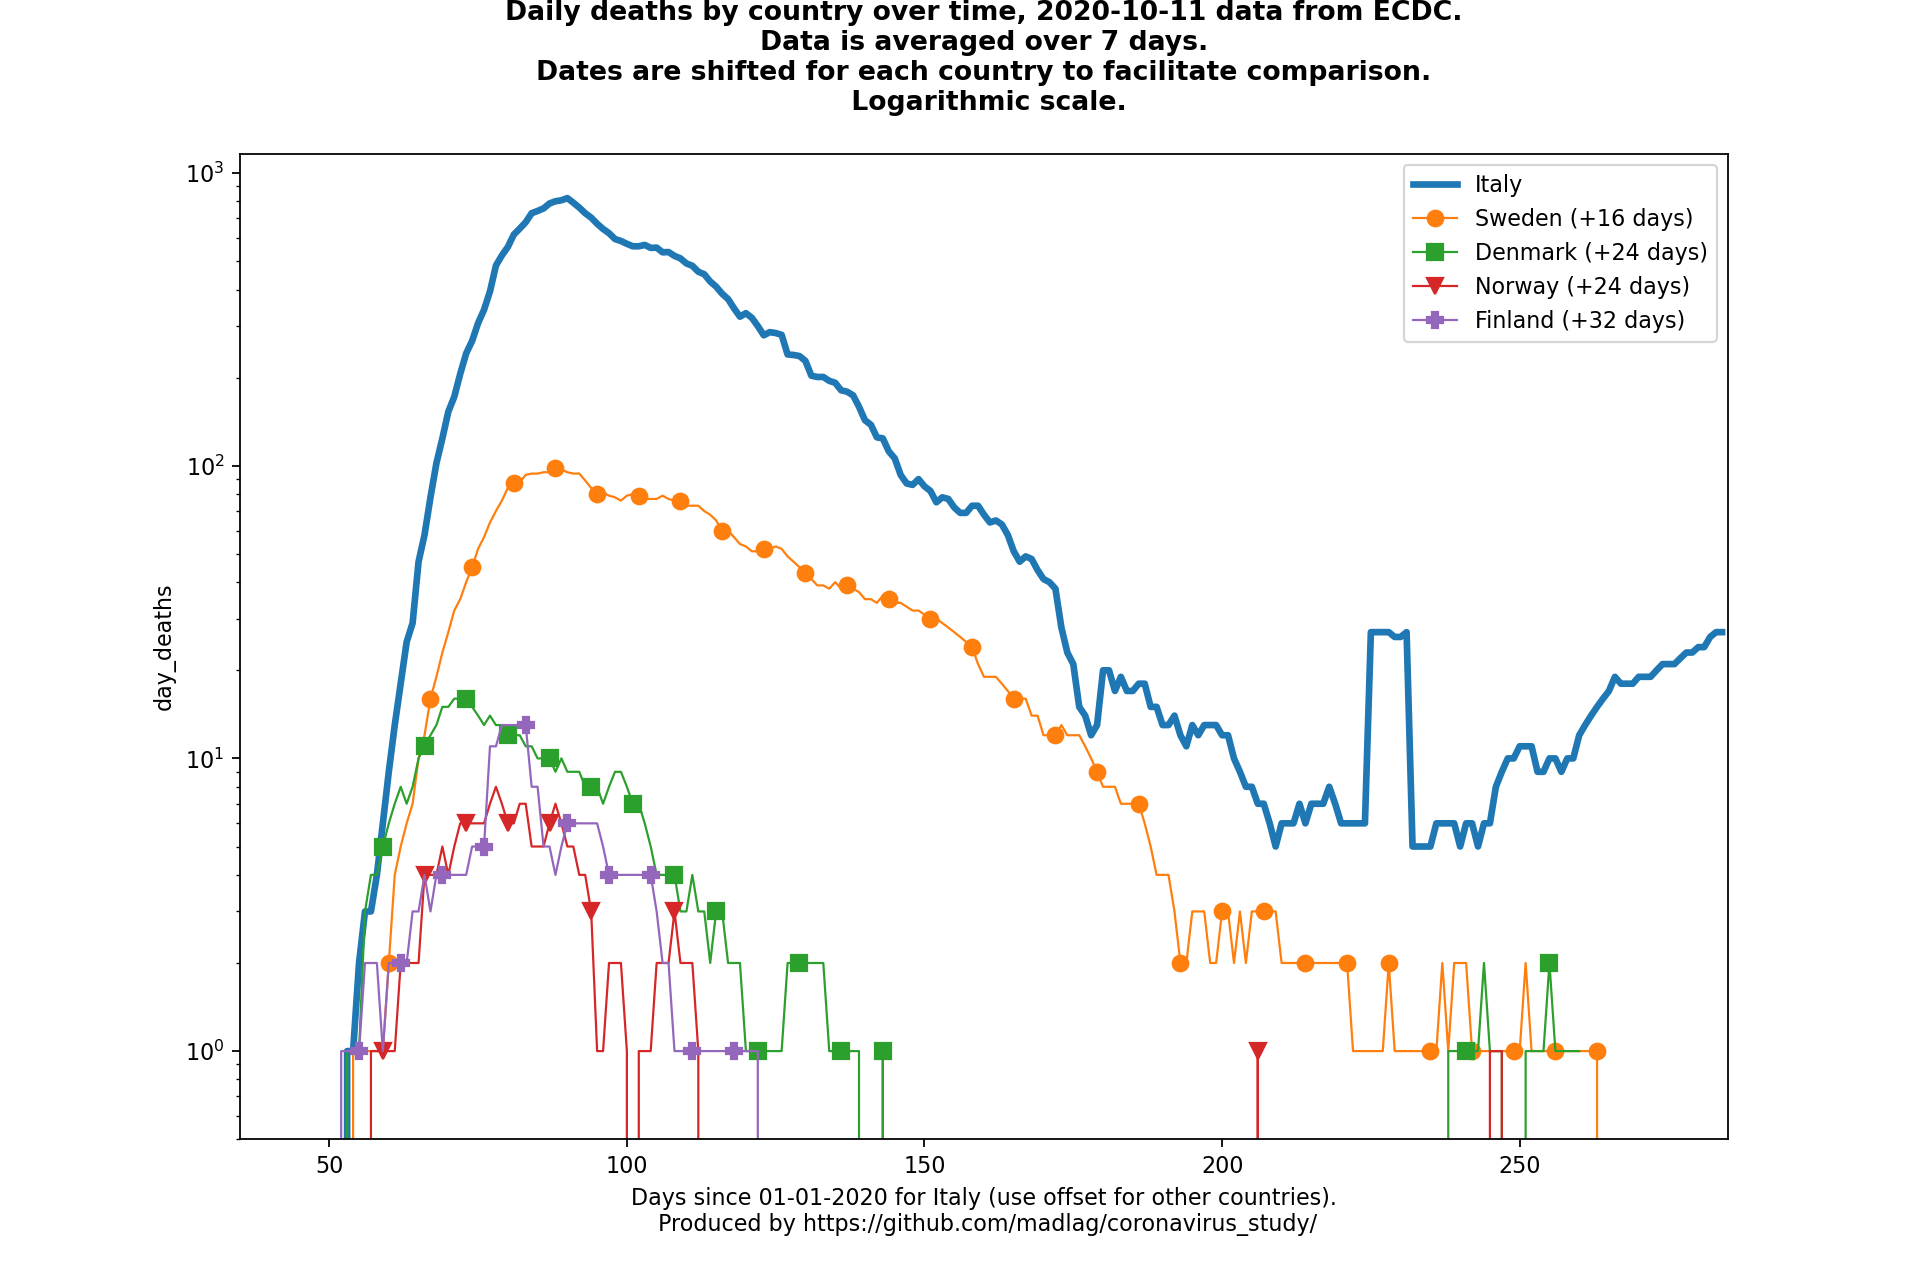 Daily deaths by country over time, 2020-10-11 data from ECDC.
Data is averaged over 7 days.
Dates are shifted for each country to facilitate comparison.
Logarithmic scale.
10³
10²
10¹
10⁰
day_deaths
Italy
Sweden (+16 days)
Denmark (+24 days)
Norway (+24 days)
Finland (+32 days)
50 100 150 200 250
Days since 01-01-2020 for Italy (use offset for other countries).
Produced by https://github.com/madlag/coronavirus_study/